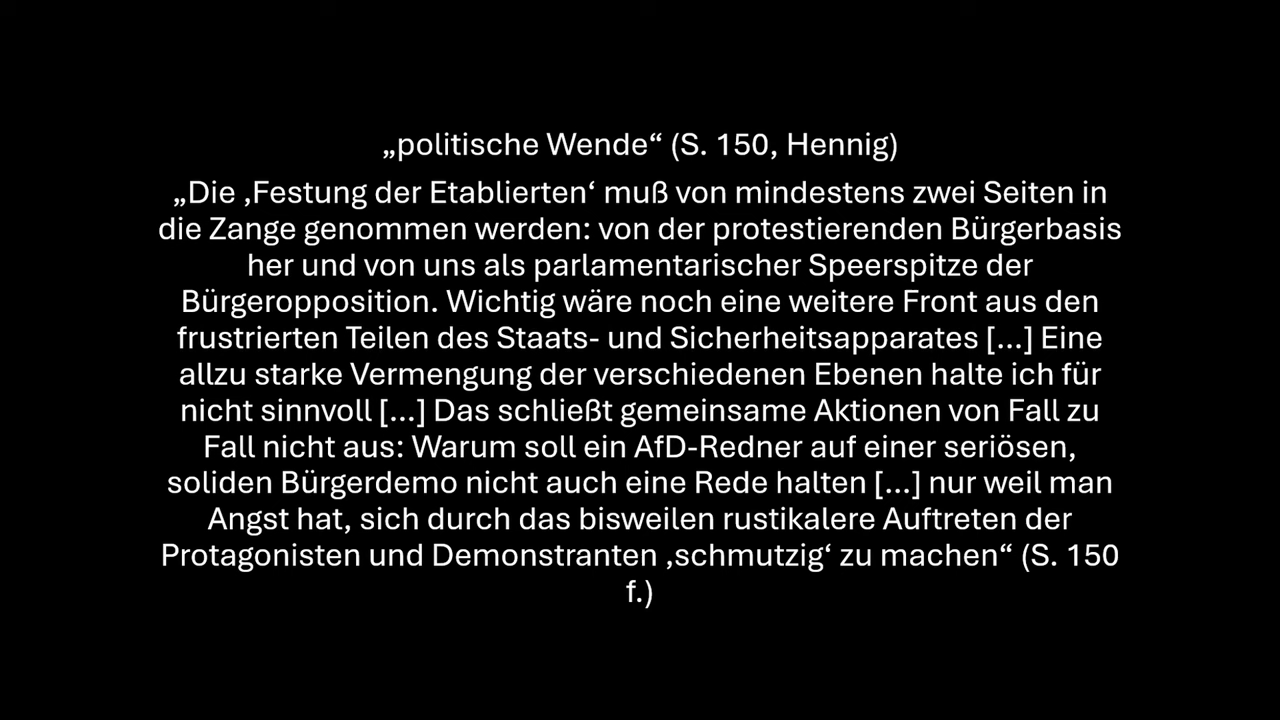 „politische Wende“ (S. 150, Hennig)
„Die ‚Festung der Etablierten‘ muß von mindestens zwei Seiten in
die Zange genommen werden: von der protestierenden Bürgerbasis
her und von uns als parlamentarischer Speerspitze der
Bürgeropposition. Wichtig wäre noch eine weitere Front aus den
frustrierten Teilen des Staats- und Sicherheitsapparates [...] Eine
allzu starke Vermengung der verschiedenen Ebenen halte ich für
nicht sinnvoll [...] Das schließt gemeinsame Aktionen von Fall zu
Fall nicht aus: Warum soll ein AfD-Redner auf einer seriösen,
soliden Bürgerdemo nicht auch eine Rede halten [...] nur weil man
Angst hat, sich durch das bisweilen rustikalere Auftreten der
Protagonisten und Demonstranten ‚schmutzig‘ zu machen“ (S. 150
f.)